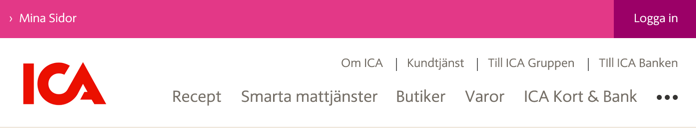 › Mina Sidor
Logga in
Om ICA | Kundtjänst | Till ICA Gruppen | TIll ICA Banken
ICA
Recept Smarta mattjänster Butiker Varor ICA Kort & Bank •••